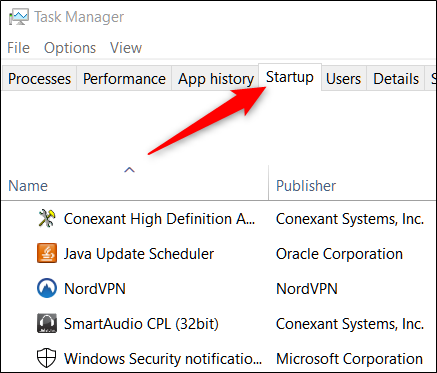 Task Manager
File Options View
Processes Performance App history Startup Users Details S
Name Publisher
Conexant High Definition A... Conexant Systems, Inc.
Java Update Scheduler Oracle Corporation
NordVPN NordVPN
SmartAudio CPL (32bit) Conexant Systems, Inc.
Windows Security notificatio... Microsoft Corporation